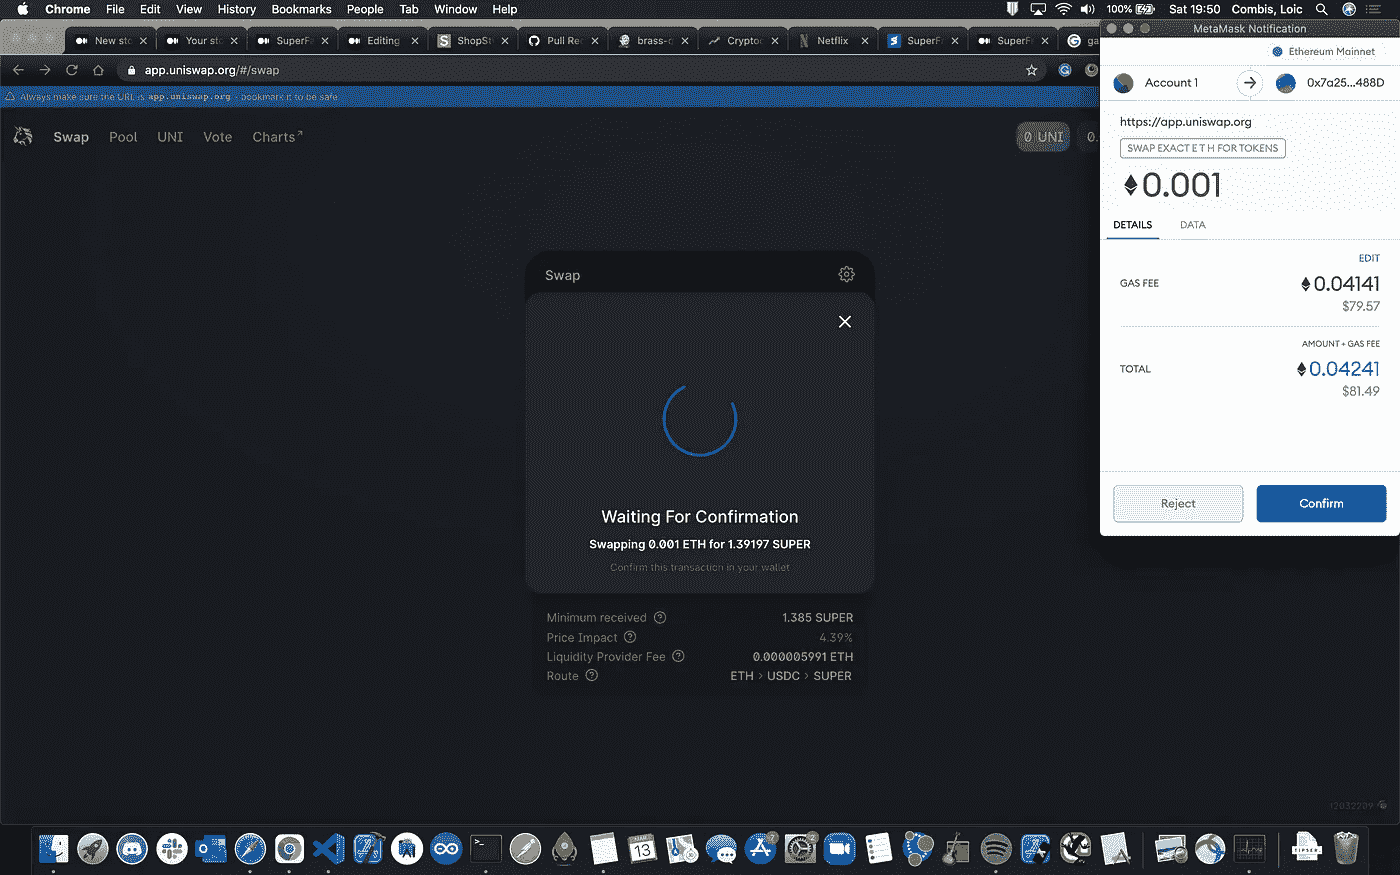 Chrome File Edit View History Bookmarks People Tab Window Help 100% Sat 19:50 Combis, Loic
New sto Your st SuperFa Editing ShopSt Pull Re brass-c Cryptoc Netflix SuperF SuperF ga
app.uniswap.org/#/swap
Always make sure the URL is app.uniswap.org - bookmark it to be safe
Swap Pool UNI Vote Charts↗ 0 UNI 0.
Swap
Waiting For Confirmation
Swapping 0.001 ETH for 1.39197 SUPER
Confirm this transaction in your wallet
Minimum received 1.385 SUPER
Price Impact 4.39%
Liquidity Provider Fee 0.000005991 ETH
Route ETH > USDC > SUPER
12032209
MetaMask Notification
Ethereum Mainnet
Account 1 0x7a25...488D
https://app.uniswap.org
SWAP EXACT E T H FOR TOKENS
0.001
DETAILS DATA
EDIT
GAS FEE 0.04141
$79.57
AMOUNT + GAS FEE
TOTAL 0.04241
$81.49
Reject Confirm
13